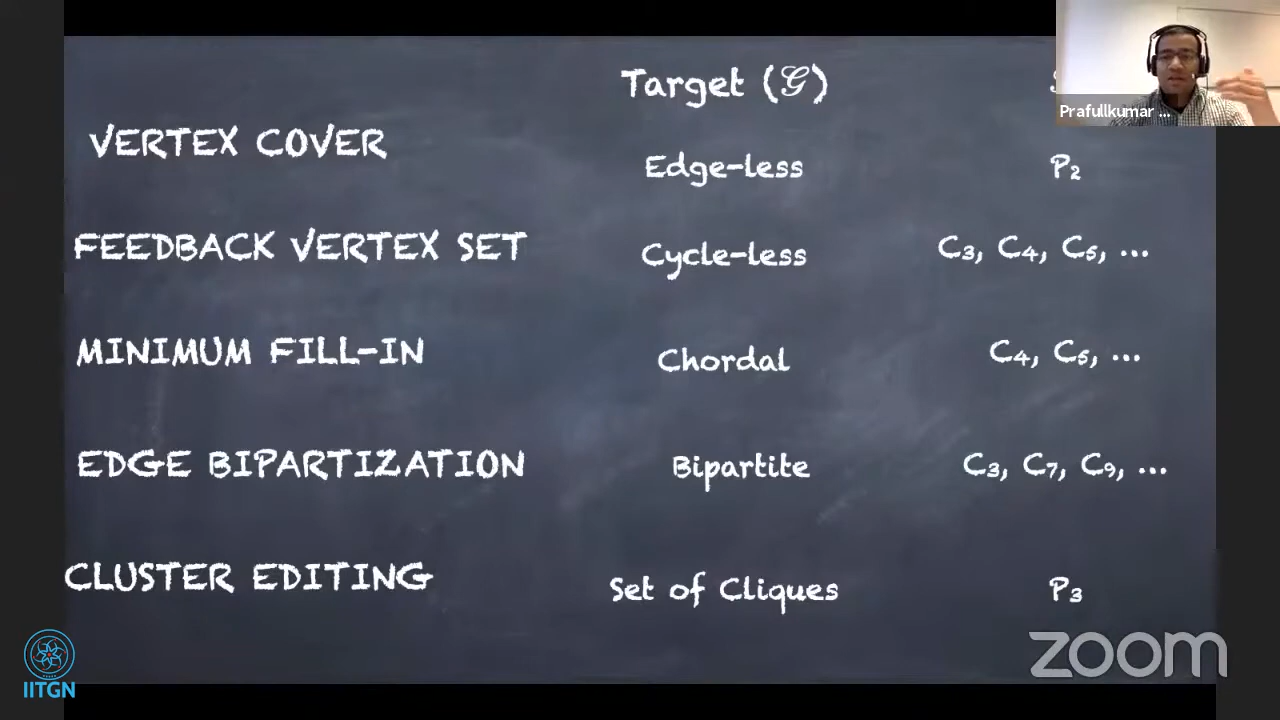 Target (𝒢)
Prafullkumar ...
VERTEX COVER
Edge-less
P₂
FEEDBACK VERTEX SET
Cycle-less
C₃, C₄, C₅, ...
MINIMUM FILL-IN
Chordal
C₄, C₅, ...
EDGE BIPARTIZATION
Bipartite
C₃, C₇, C₉, ...
CLUSTER EDITING
Set of Cliques
P₃
zoom
IITGN